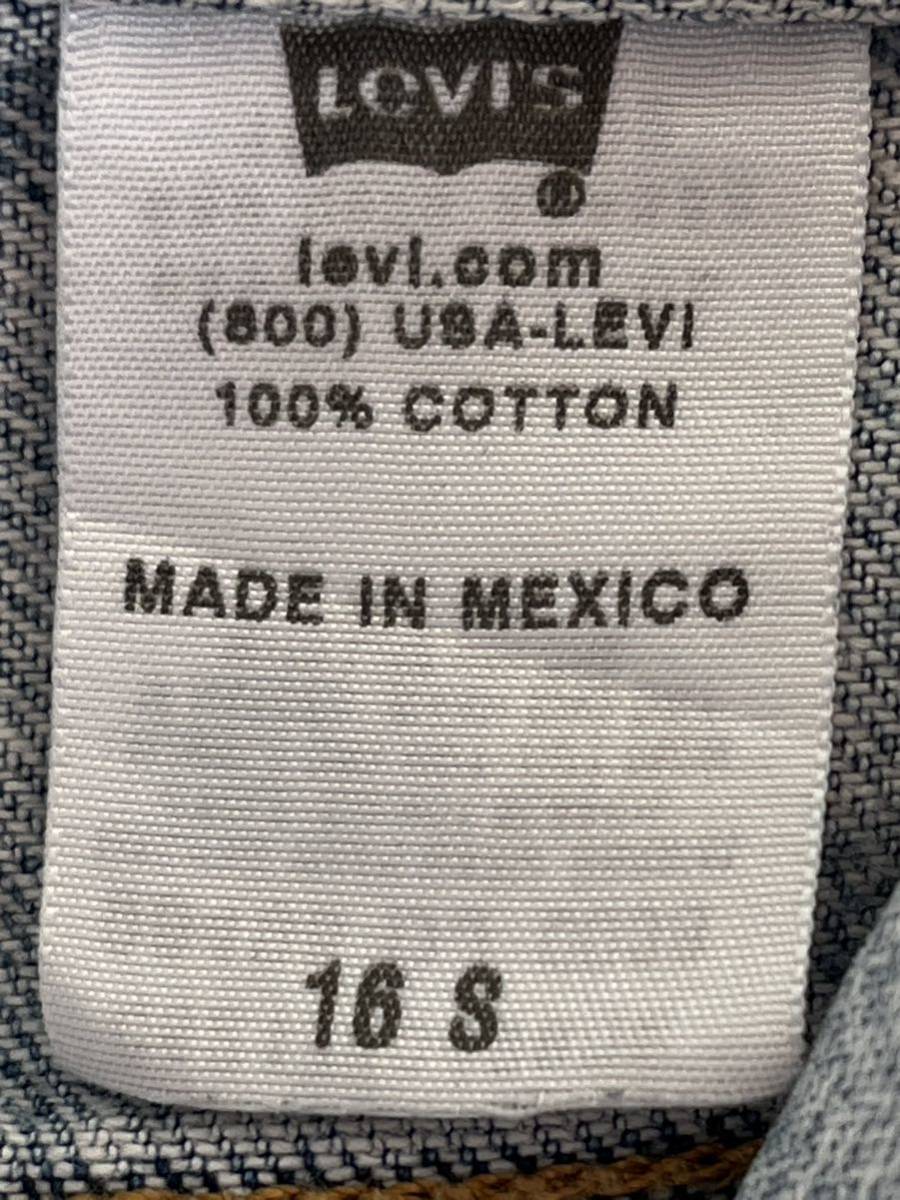 LEVI'S
®
levi.com
(800) USA-LEVI
100% COTTON
MADE IN MEXICO
16 S